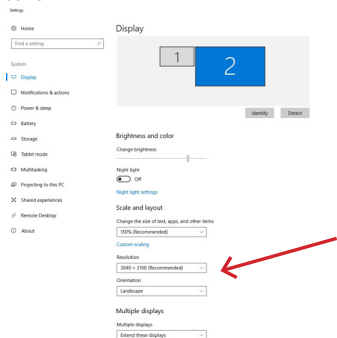 Settings
Home
Display
Find a setting
1
2
System
Display
Notifications & actions
Power & sleep
Identify
Detect
Battery
Storage
Tablet mode
Multitasking
Projecting to this PC
Shared experiences
Remote Desktop
About
Brightness and color
Change brightness
Night light
Off
Night light settings
Scale and layout
Change the size of text, apps, and other items
150% (Recommended)
Custom scaling
Resolution
3840 × 2160 (Recommended)
Orientation
Landscape
Multiple displays
Multiple displays
Extend these displays